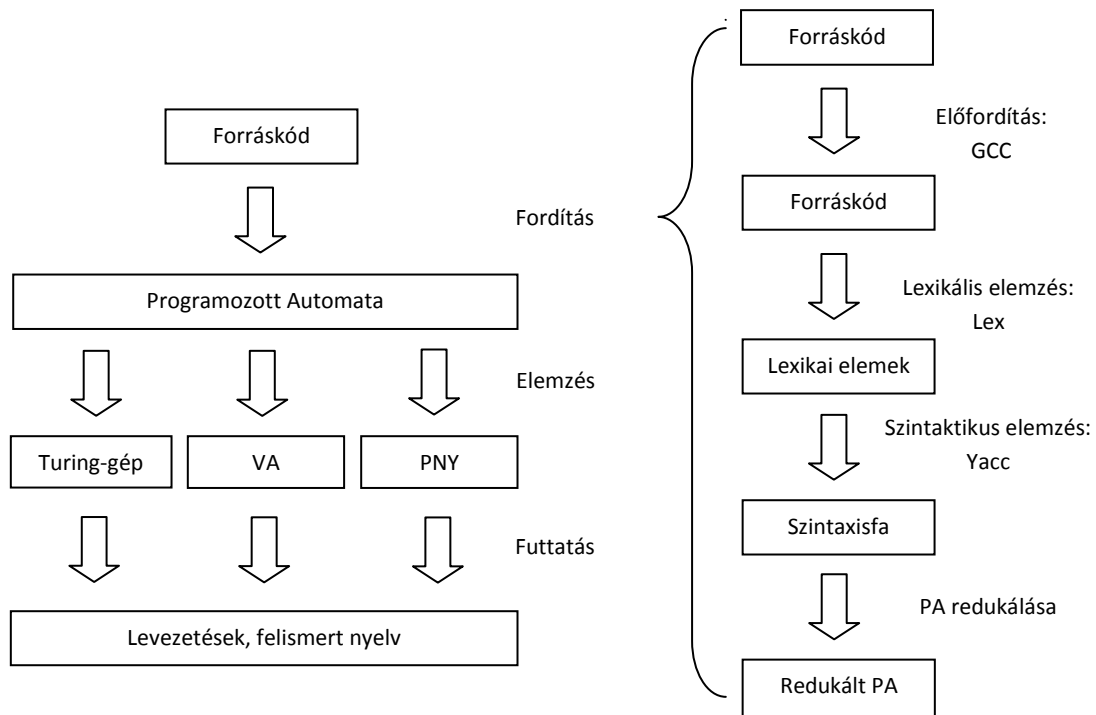 Forráskód
Fordítás
Programozott Automata
Elemzés
Turing-gép
VA
PNY
Futtatás
Levezetések, felismert nyelv
Forráskód
Előfordítás:
GCC
Forráskód
Lexikális elemzés:
Lex
Lexikai elemek
Szintaktikus elemzés:
Yacc
Szintaxisfa
PA redukálása
Redukált PA